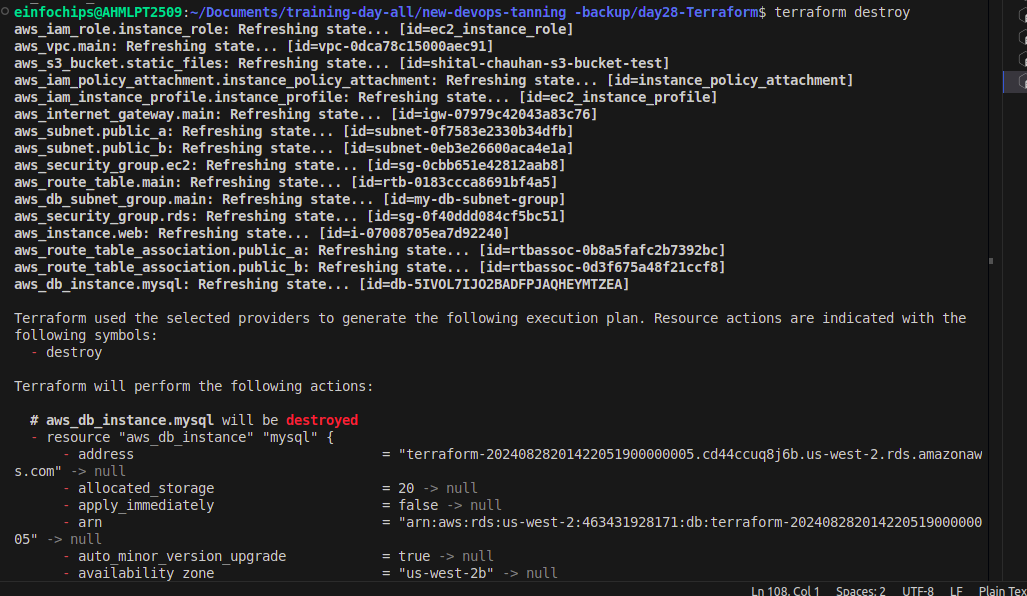 einfochips@AHMLPT2509:~/Documents/training-day-all/new-devops-tanning -backup/day28-Terraform$ terraform destroy
aws_iam_role.instance_role: Refreshing state... [id=ec2_instance_role]
aws_vpc.main: Refreshing state... [id=vpc-0dca78c15000aec91]
aws_s3_bucket.static_files: Refreshing state... [id=shital-chauhan-s3-bucket-test]
aws_iam_policy_attachment.instance_policy_attachment: Refreshing state... [id=instance_policy_attachment]
aws_iam_instance_profile.instance_profile: Refreshing state... [id=ec2_instance_profile]
aws_internet_gateway.main: Refreshing state... [id=igw-07979c42043a83c76]
aws_subnet.public_a: Refreshing state... [id=subnet-0f7583e2330b34dfb]
aws_subnet.public_b: Refreshing state... [id=subnet-0eb3e26600aca4e1a]
aws_security_group.ec2: Refreshing state... [id=sg-0cbb651e42812aab8]
aws_route_table.main: Refreshing state... [id=rtb-0183ccca8691bf4a5]
aws_db_subnet_group.main: Refreshing state... [id=my-db-subnet-group]
aws_security_group.rds: Refreshing state... [id=sg-0f40ddd084cf5bc51]
aws_instance.web: Refreshing state... [id=i-07008705ea7d92240]
aws_route_table_association.public_a: Refreshing state... [id=rtbassoc-0b8a5fafc2b7392bc]
aws_route_table_association.public_b: Refreshing state... [id=rtbassoc-0d3f675a48f21ccf8]
aws_db_instance.mysql: Refreshing state... [id=db-5IVOL7IJO2BADFPJAQHEYMTZEA]
Terraform used the selected providers to generate the following execution plan. Resource actions are indicated with the
following symbols:
- destroy
Terraform will perform the following actions:
# aws_db_instance.mysql will be destroyed
- resource "aws_db_instance" "mysql" {
- address = "terraform-20240828201422051900000005.cd44ccuq8j6b.us-west-2.rds.amazonaw
s.com" -> null
- allocated_storage = 20 -> null
- apply_immediately = false -> null
- arn = "arn:aws:rds:us-west-2:463431928171:db:terraform-202408282014220519000000
05" -> null
- auto_minor_version_upgrade = true -> null
- availability_zone = "us-west-2b" -> null
Ln 108, Col 1 Spaces: 2 UTF-8 LF Plain Tex